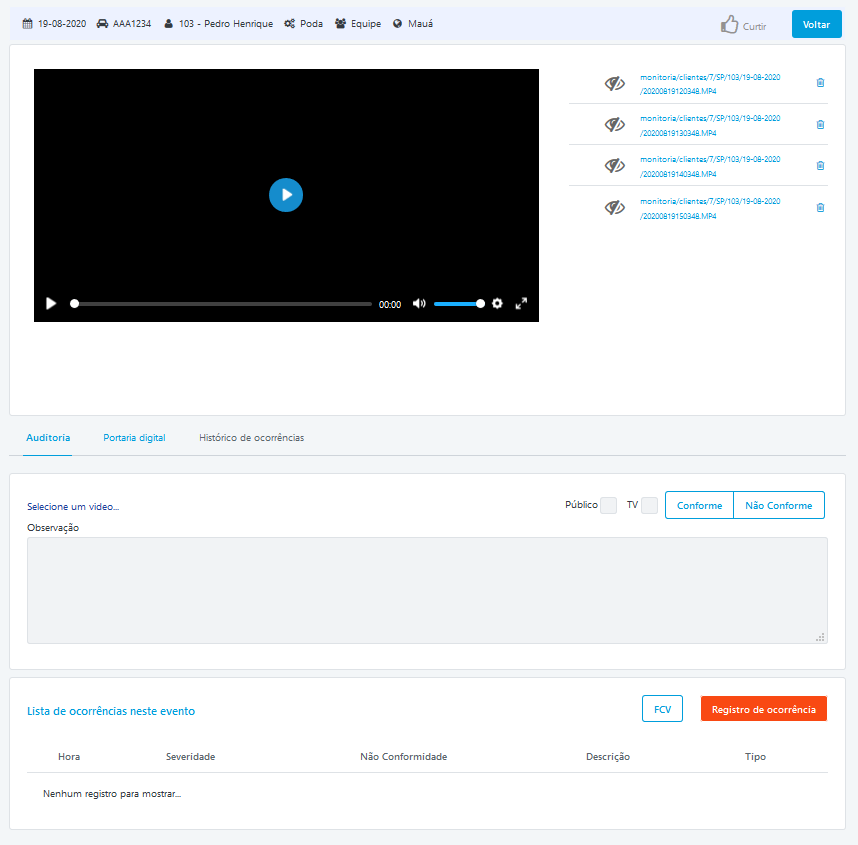 19-08-2020 AAA1234 103 - Pedro Henrique Poda Equipe Mauá Curtir Voltar
monitoria/clientes/7/SP/103/19-08-2020
/20200819120348.MP4
monitoria/clientes/7/SP/103/19-08-2020
/20200819130348.MP4
monitoria/clientes/7/SP/103/19-08-2020
/20200819140348.MP4
monitoria/clientes/7/SP/103/19-08-2020
/20200819150348.MP4
00:00
Auditoria Portaria digital Histórico de ocorrências
Selecione um video... Público TV Conforme Não Conforme
Observação
Lista de ocorrências neste evento FCV Registro de ocorrência
Hora Severidade Não Conformidade Descrição Tipo
Nenhum registro para mostrar...